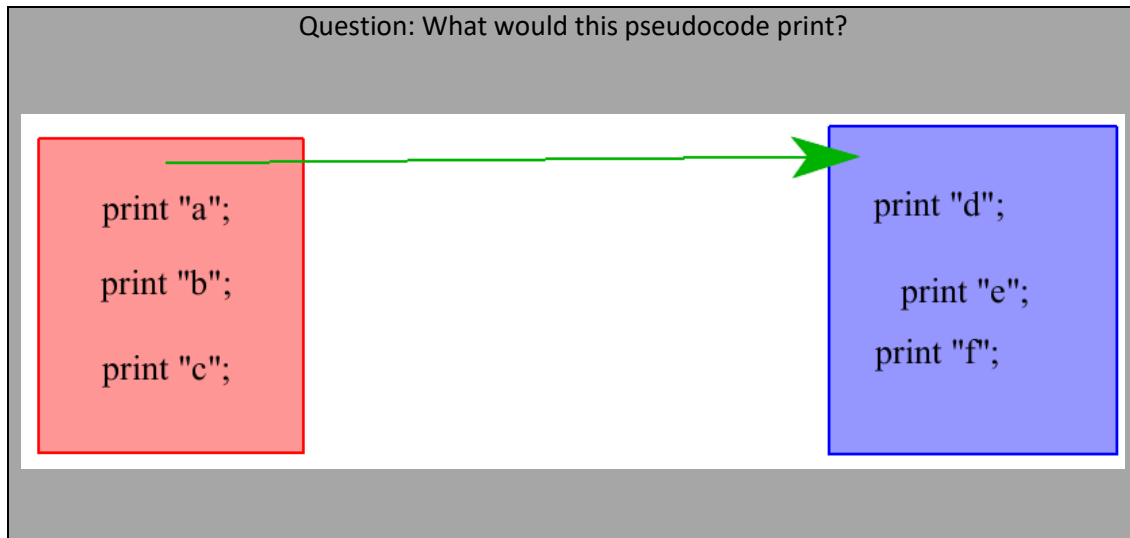 Question: What would this pseudocode print?
print "a";
print "b";
print "c";
print "d";
print "e";
print "f";